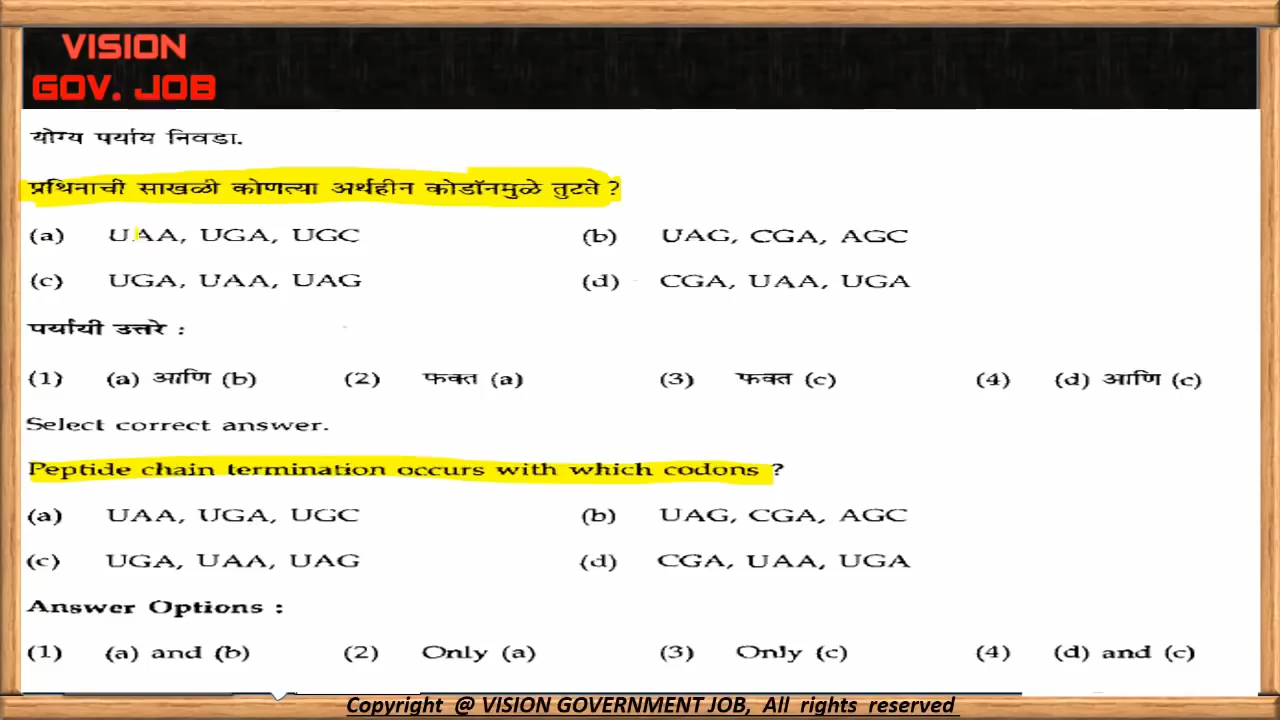 VISION
GOV. JOB
योग्य पर्याय निवडा.
प्रथिनाची साखळी कोणत्या अर्थहीन कोडॉनमुळे तुटते ?
(a) UAA, UGA, UGC (b) UAG, CGA, AGC
(c) UGA, UAA, UAG (d) CGA, UAA, UGA
पर्यायी उत्तरे :
(1) (a) आणि (b) (2) फक्त (a) (3) फक्त (c) (4) (d) आणि (c)
Select correct answer.
Peptide chain termination occurs with which codons ?
(a) UAA, UGA, UGC (b) UAG, CGA, AGC
(c) UGA, UAA, UAG (d) CGA, UAA, UGA
Answer Options :
(1) (a) and (b) (2) Only (a) (3) Only (c) (4) (d) and (c)
Copyright @ VISION GOVERNMENT JOB, All rights reserved